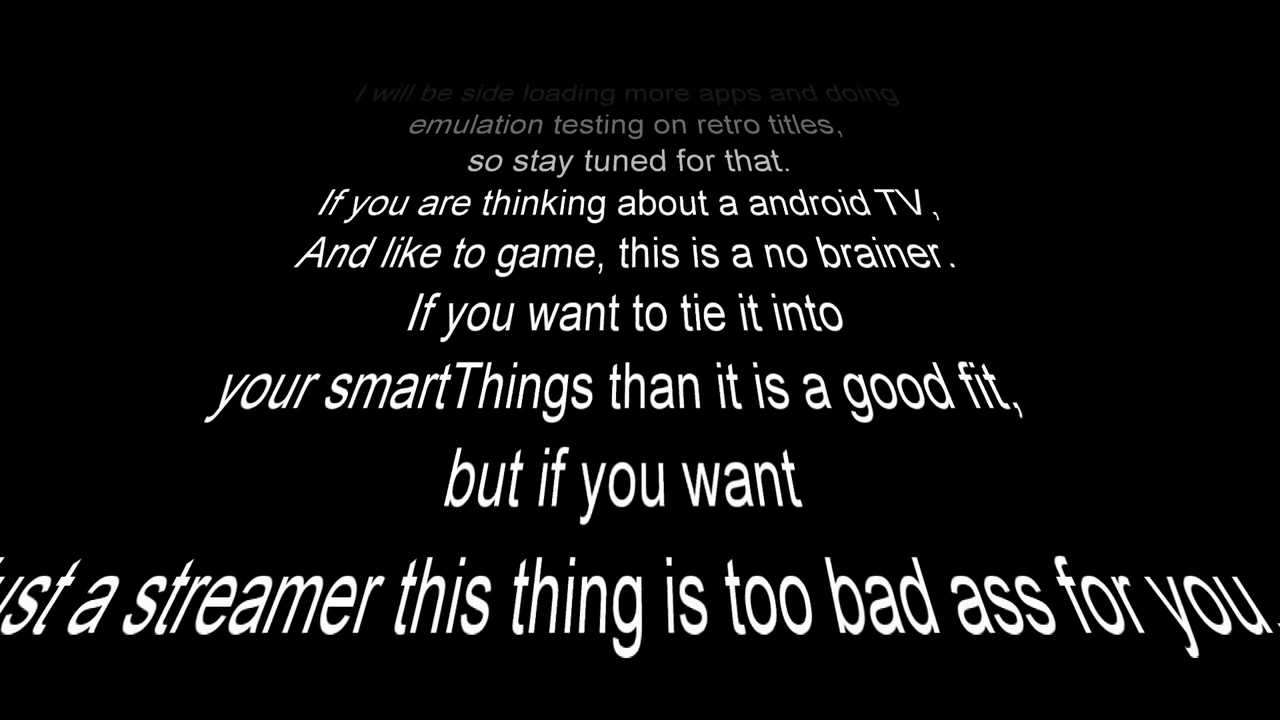 I will be side loading more apps and doing
emulation testing on retro titles,
so stay tuned for that.
If you are thinking about a android TV,
And like to game, this is a no brainer.
If you want to tie it into
your smartThings than it is a good fit,
but if you want
ust a streamer this thing is too bad ass for you.